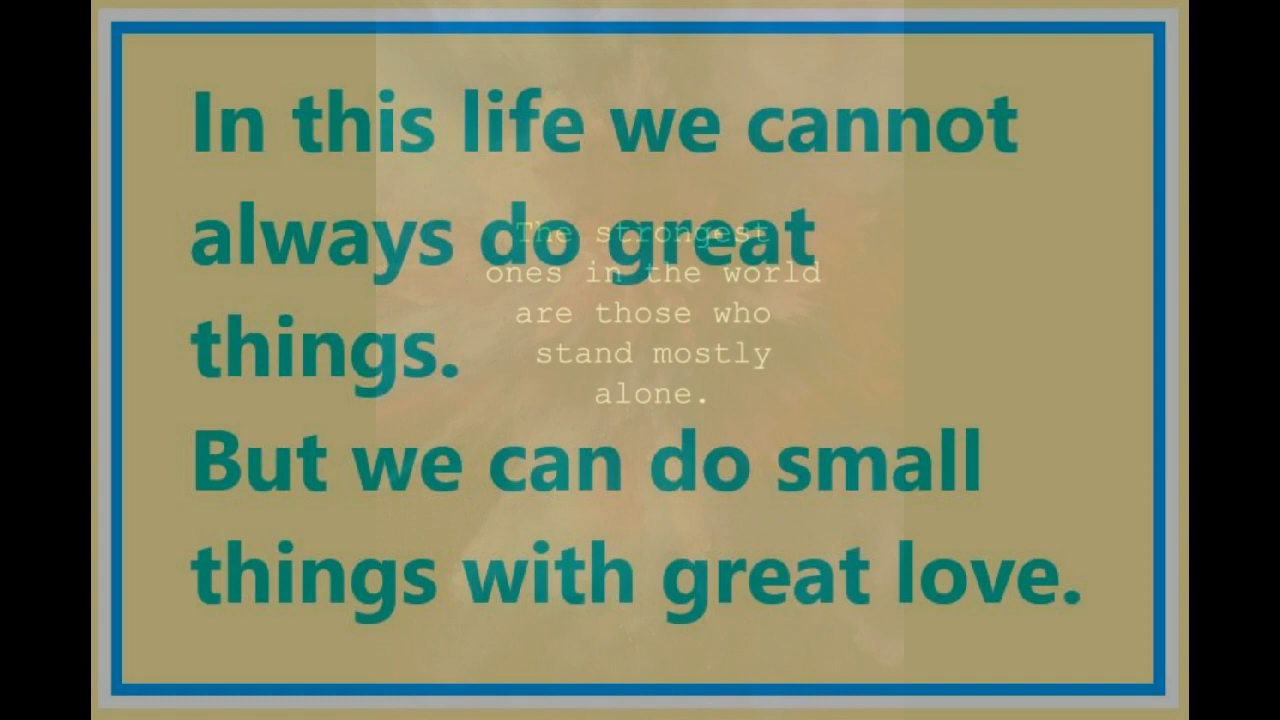 In this life we cannot
always do great
things.
But we can do small
things with great love.
The strongest
ones in the world
are those who
stand mostly
alone.